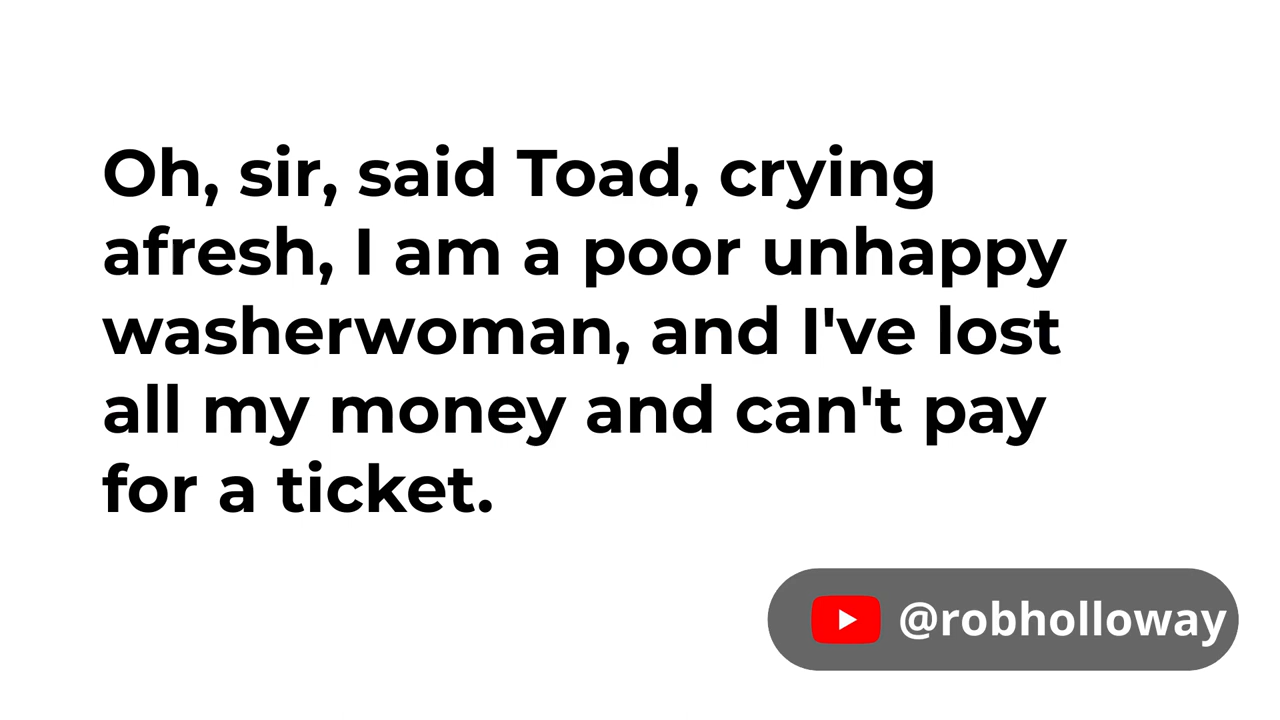 Oh, sir, said Toad, crying
afresh, I am a poor unhappy
washerwoman, and I've lost
all my money and can't pay
for a ticket.
@robholloway